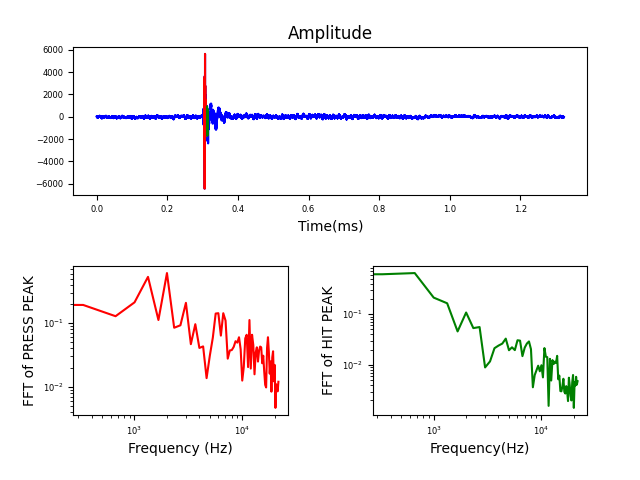 Amplitude
6000
4000
2000
0
−2000
−4000
−6000
0.0 0.2 0.4 0.6 0.8 1.0 1.2
Time(ms)
FFT of PRESS PEAK
10⁻¹
10⁻²
10³ 10⁴
Frequency (Hz)
FFT of HIT PEAK
10⁻¹
10⁻²
10³ 10⁴
Frequency(Hz)